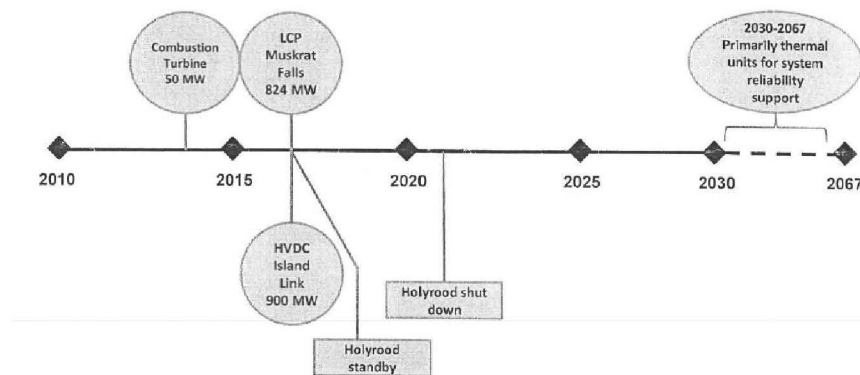 Combustion
Turbine
50 MW
LCP
Muskrat
Falls
824 MW
2030-2067
Primarily thermal
units for system
reliability
support
2010
2015
2020
2025
2030
2067
HVDC
Island
Link
900 MW
Holyrood shut
down
Holyrood
standby